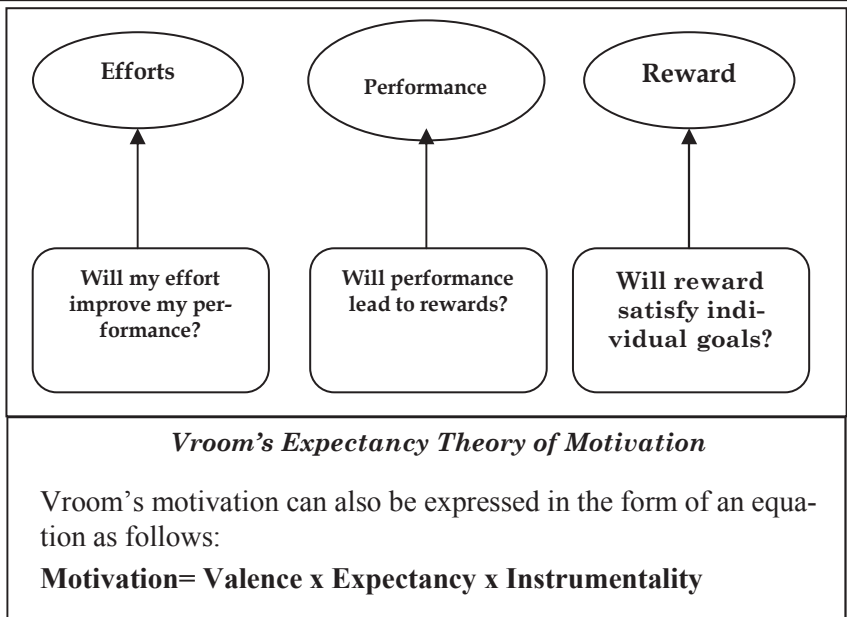 Efforts
Performance
Reward
Will my effort
improve my per-
formance?
Will performance
lead to rewards?
Will reward
satisfy indi-
vidual goals?
Vroom's Expectancy Theory of Motivation
Vroom's motivation can also be expressed in the form of an equa-
tion as follows:
Motivation= Valence x Expectancy x Instrumentality